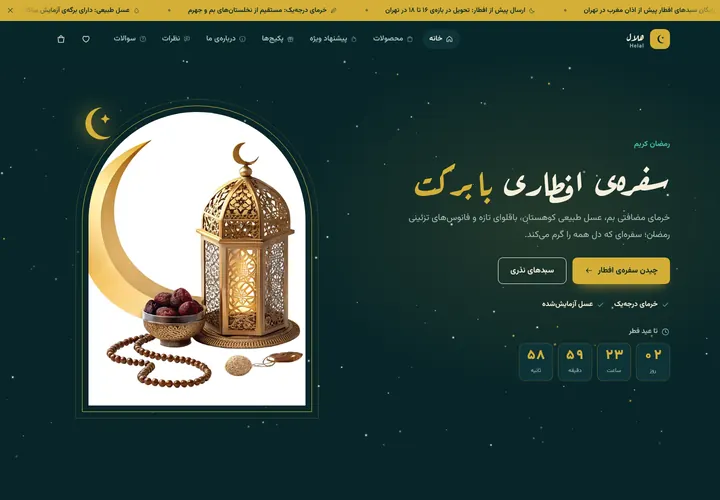 رایگان سبدهای افطار پیش از اذان مغرب در تهران
ارسال پیش از افطار: تحویل در بازه‌ی ۱۶ تا ۱۸ در تهران
خرمای درجه‌یک: مستقیم از نخلستان‌های بم و جهرم
عسل طبیعی: دارای برگه‌ی آزمایش
هلال
Helal
خانه
محصولات
پیشنهاد ویژه
پکیج‌ها
درباره‌ی ما
نظرات
سوالات
رمضان کریم
سفره‌ی افطاری با برکت
خرمای مضافتی بم، عسل طبیعی کوهستان، باقلوای تازه و فانوس‌های تزئینی
رمضان؛ سفره‌ای که دل همه را گرم می‌کند.
چیدن سفره‌ی افطار
سبدهای نذری
خرمای درجه‌یک
عسل آزمایش‌شده
تا عید فطر
۰۲ ۲۳ ۵۹ ۵۸
روز ساعت دقیقه ثانیه